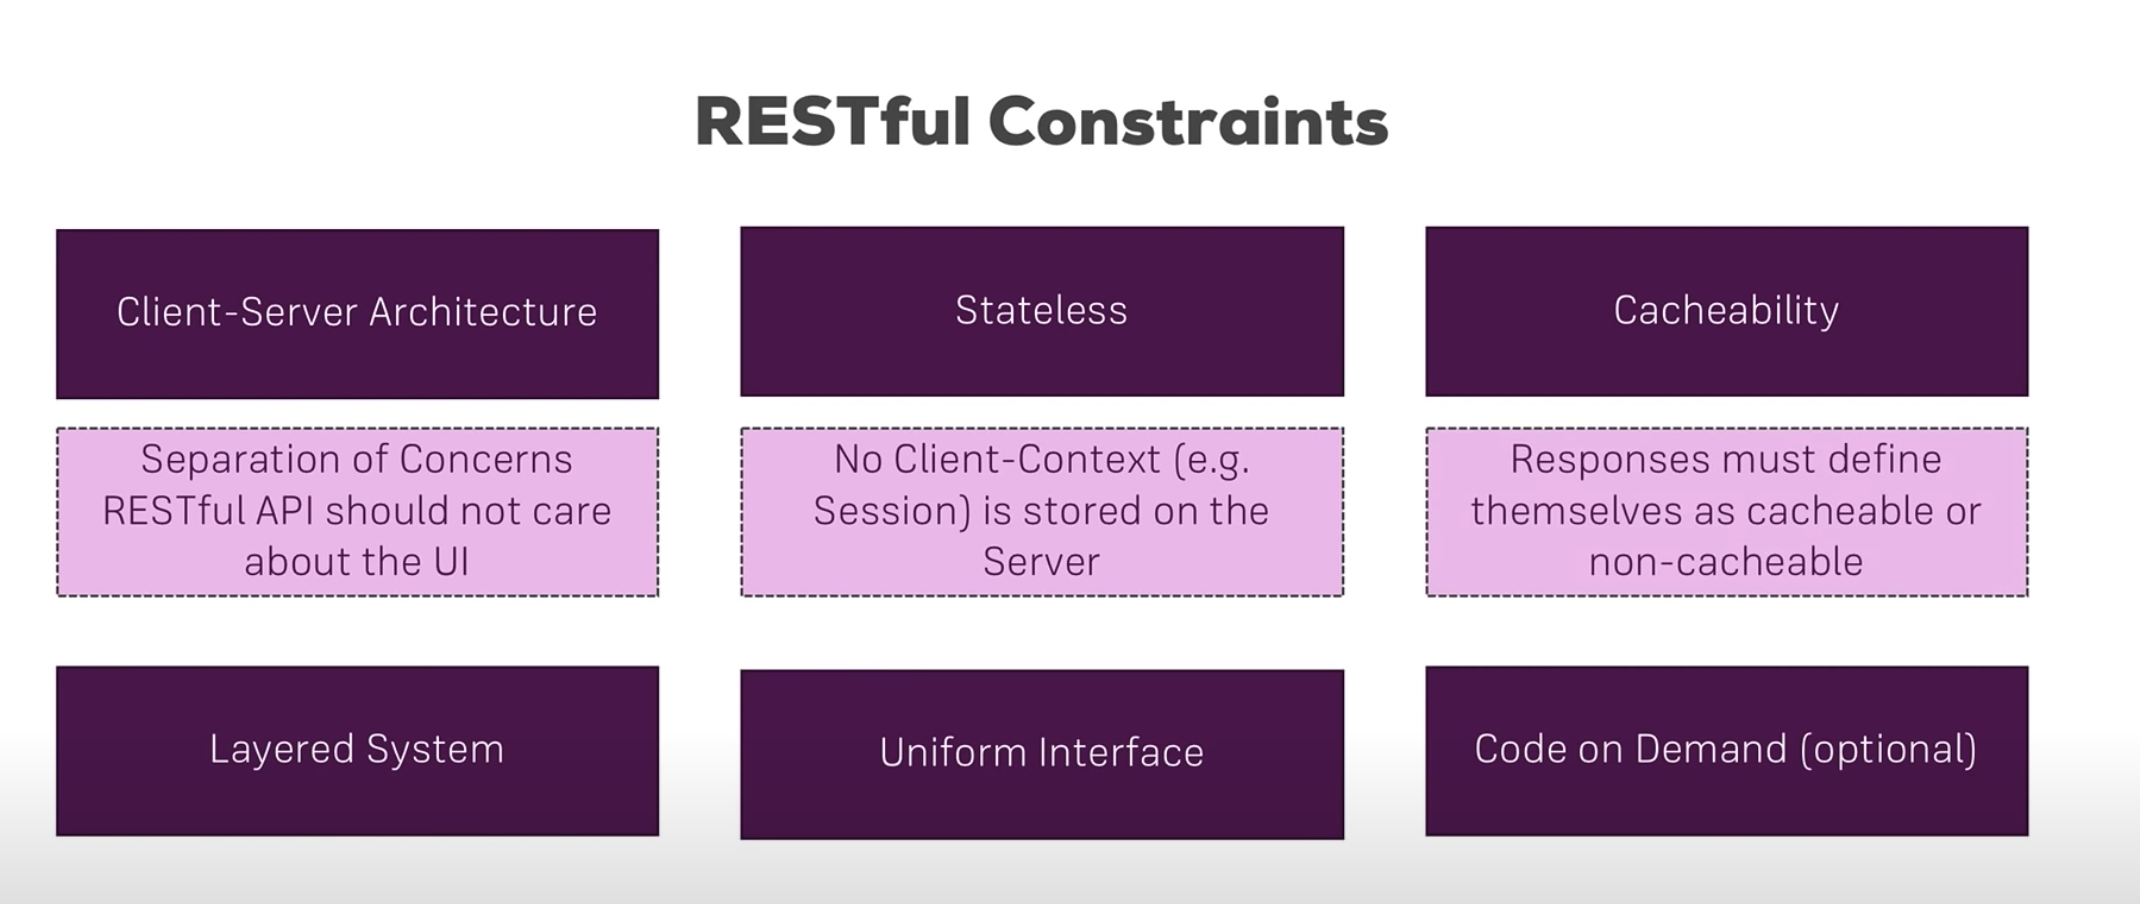 RESTful Constraints
Client-Server Architecture
Stateless
Cacheability
Separation of Concerns
RESTful API should not care
about the UI
No Client-Context (e.g.
Session) is stored on the
Server
Responses must define
themselves as cacheable or
non-cacheable
Layered System
Uniform Interface
Code on Demand (optional)